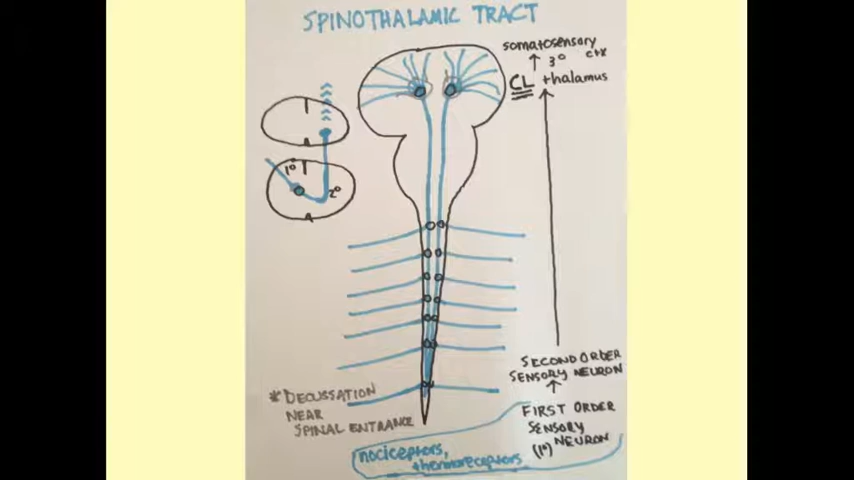 SPINOTHALAMIC TRACT
somatosensory
ctx
3°
CL thalamus
1°
2°
SECOND ORDER
SENSORY NEURON
FIRST ORDER
SENSORY
NEURON
(1°)
*DECUSSATION
NEAR
SPINAL ENTRANCE
nociceptors,
thermoreceptors